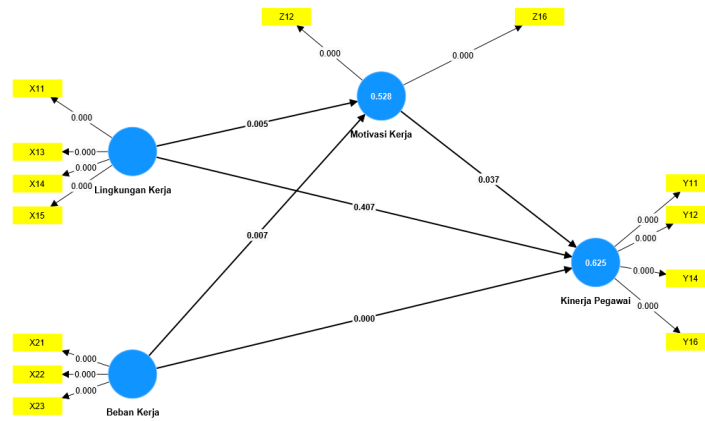 Z12
Z16
0.000
0.000
X11
0.000
0.528
0.005
Motivasi Kerja
X13
0.000
X14
0.000
0.000
X15
Lingkungan Kerja
0.037
Y11
0.407
0.000
Y12
0.007
0.000
0.625
0.000
Y14
Kinerja Pegawai
0.000
0.000
X21
0.000
Y16
X22
0.000
0.000
X23
Beban Kerja